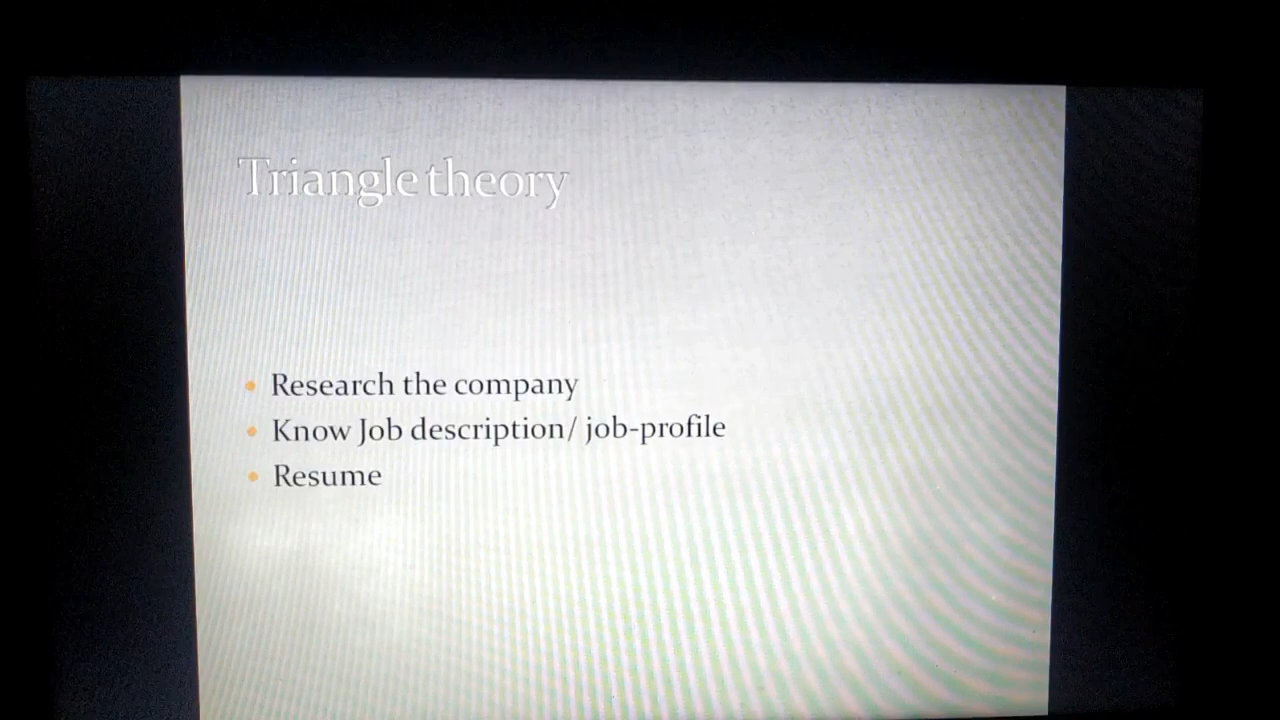 Triangle theory
Research the company
Know Job description/ job-profile
Resume